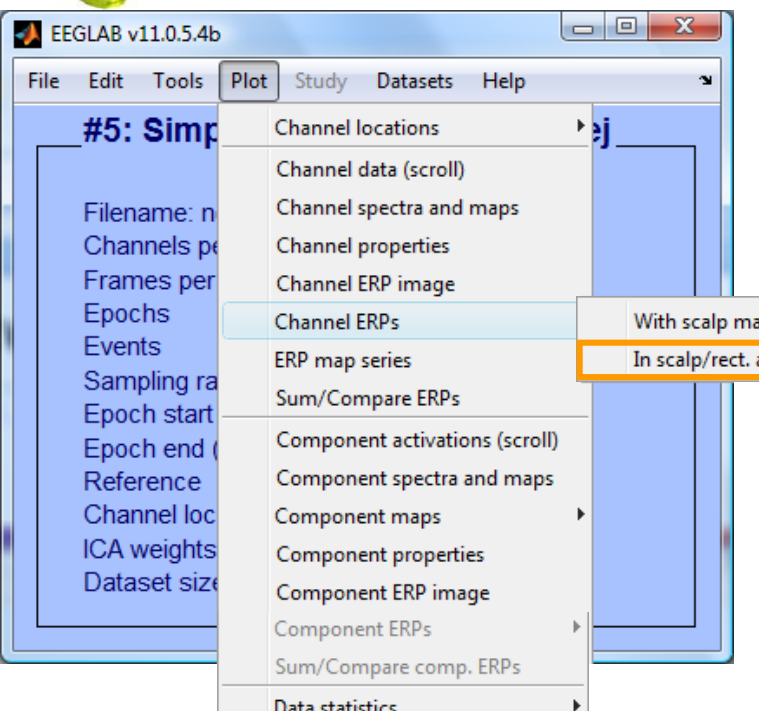 EEGLAB v11.0.5.4b
File Edit Tools Plot Study Datasets Help
#5: Simp
ej
Filename: n
Channels pe
Frames per
Epochs
Events
Sampling ra
Epoch start
Epoch end (
Reference
Channel loc
ICA weights
Dataset size
Channel locations
Channel data (scroll)
Channel spectra and maps
Channel properties
Channel ERP image
Channel ERPs
ERP map series
Sum/Compare ERPs
Component activations (scroll)
Component spectra and maps
Component maps
Component properties
Component ERP image
Component ERPs
Sum/Compare comp. ERPs
Data statistics
With scalp ma
In scalp/rect. a